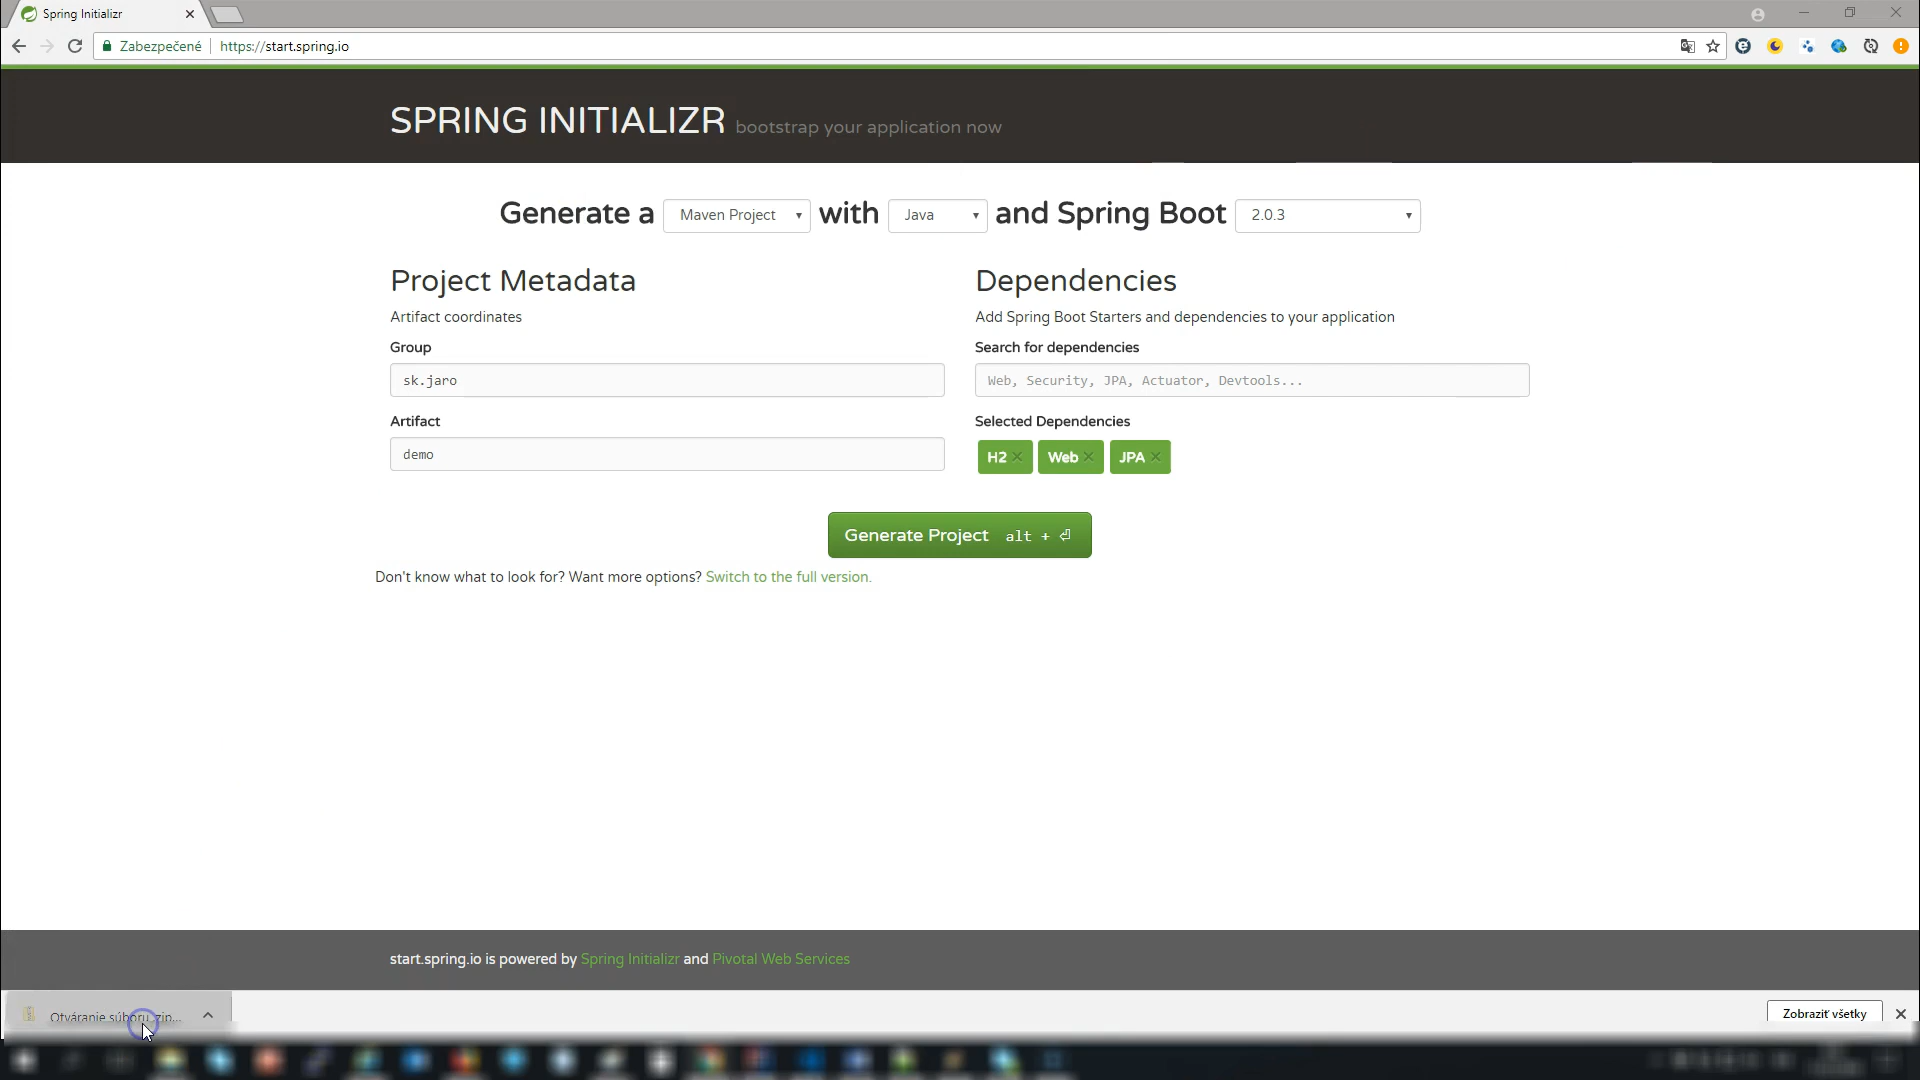 Spring Initializr
Zabezpečené https://start.spring.io
SPRING INITIALIZR bootstrap your application now
Generate a Maven Project with Java and Spring Boot 2.0.3
Project Metadata
Artifact coordinates
Group
sk.jaro
Artifact
demo
Dependencies
Add Spring Boot Starters and dependencies to your application
Search for dependencies
Web, Security, JPA, Actuator, Devtools...
Selected Dependencies
H2 Web JPA
Generate Project alt + ⏎
Don't know what to look for? Want more options? Switch to the full version.
start.spring.io is powered by Spring Initializr and Pivotal Web Services
Otváranie súboru .zip...
Zobraziť všetky